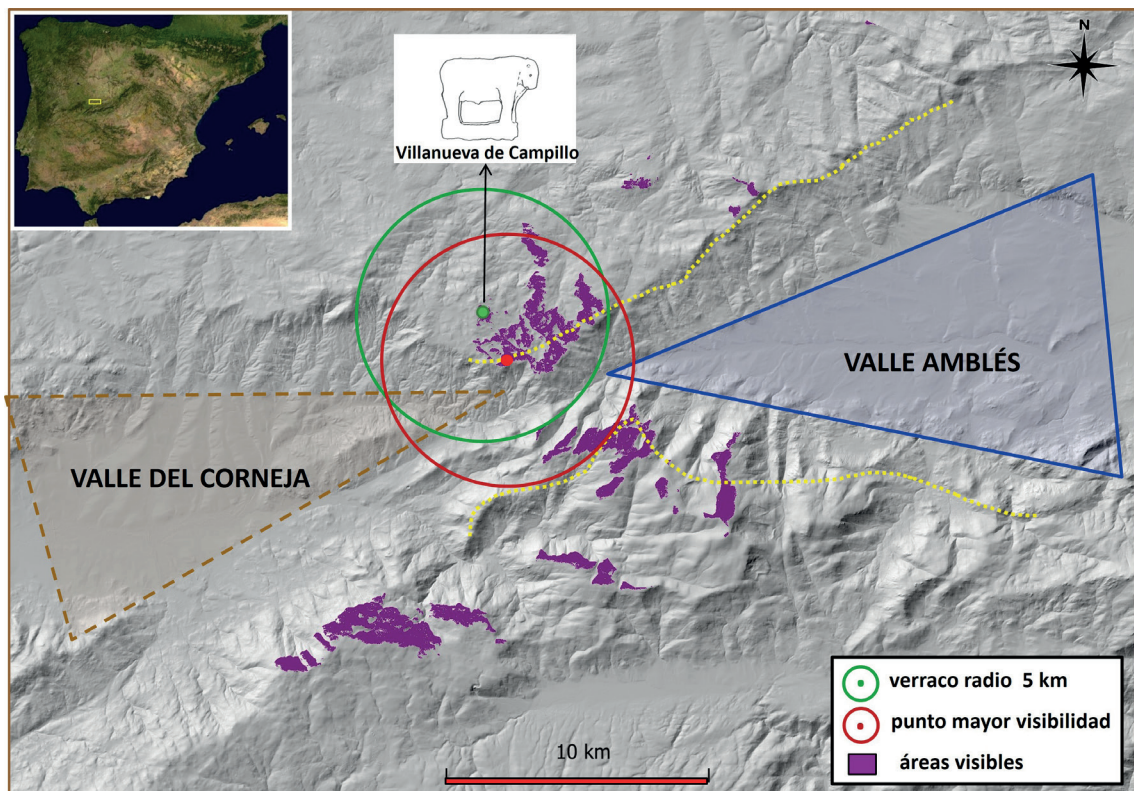 N
Villanueva de Campillo
VALLE AMBLÉS
VALLE DEL CORNEJA
verraco radio 5 km
punto mayor visibilidad
áreas visibles
10 km